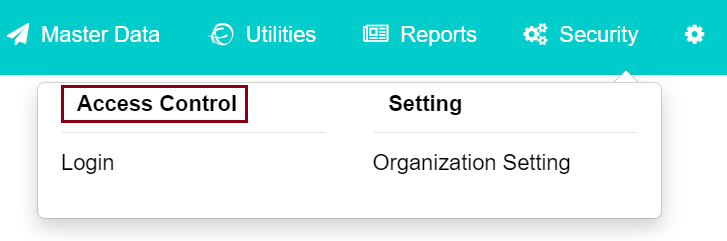 Master Data Utilities Reports Security
Access Control Setting
Login Organization Setting